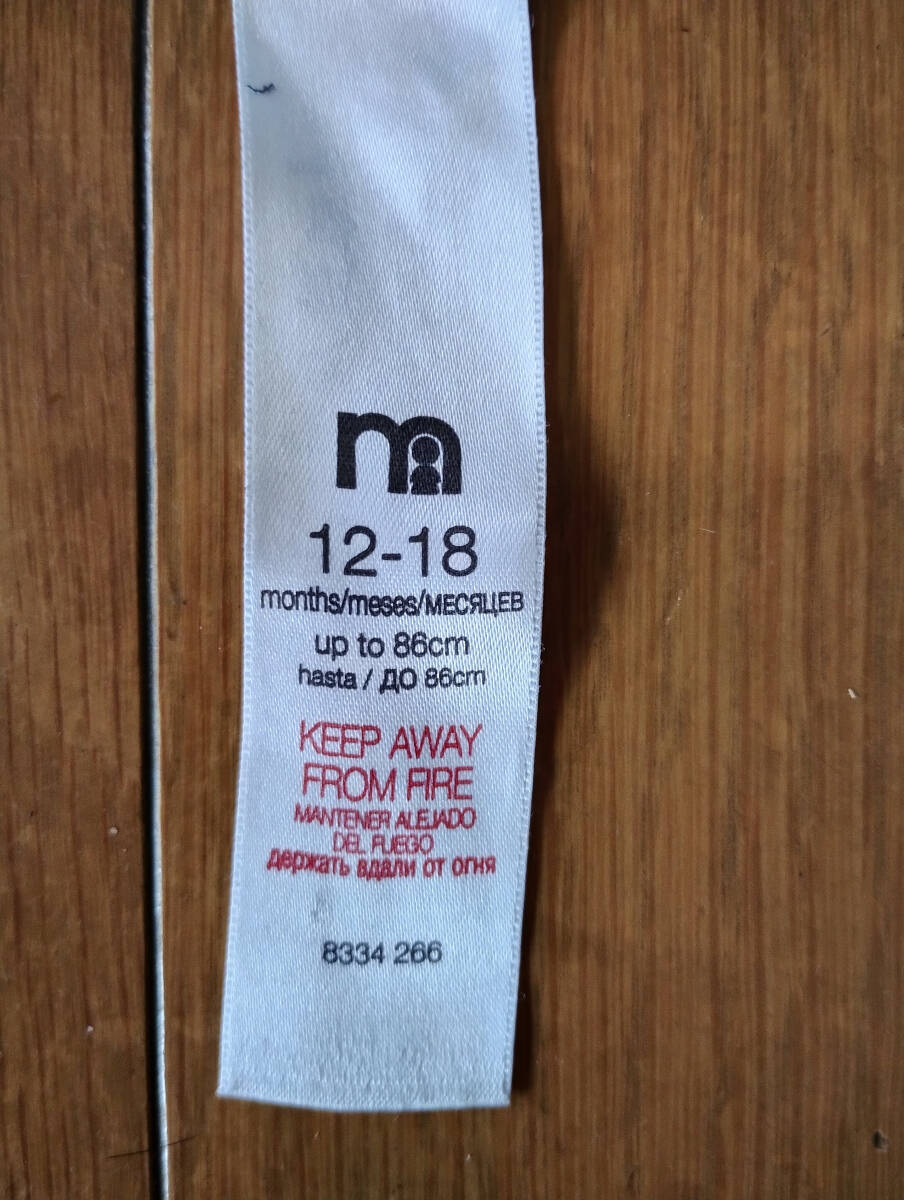 m
12-18
months/meses/МЕСЯЦЕВ
up to 86cm
hasta / ДО 86cm
KEEP AWAY
FROM FIRE
MANTENER ALEJADO
DEL FUEGO
держать вдали от огня
8334 266